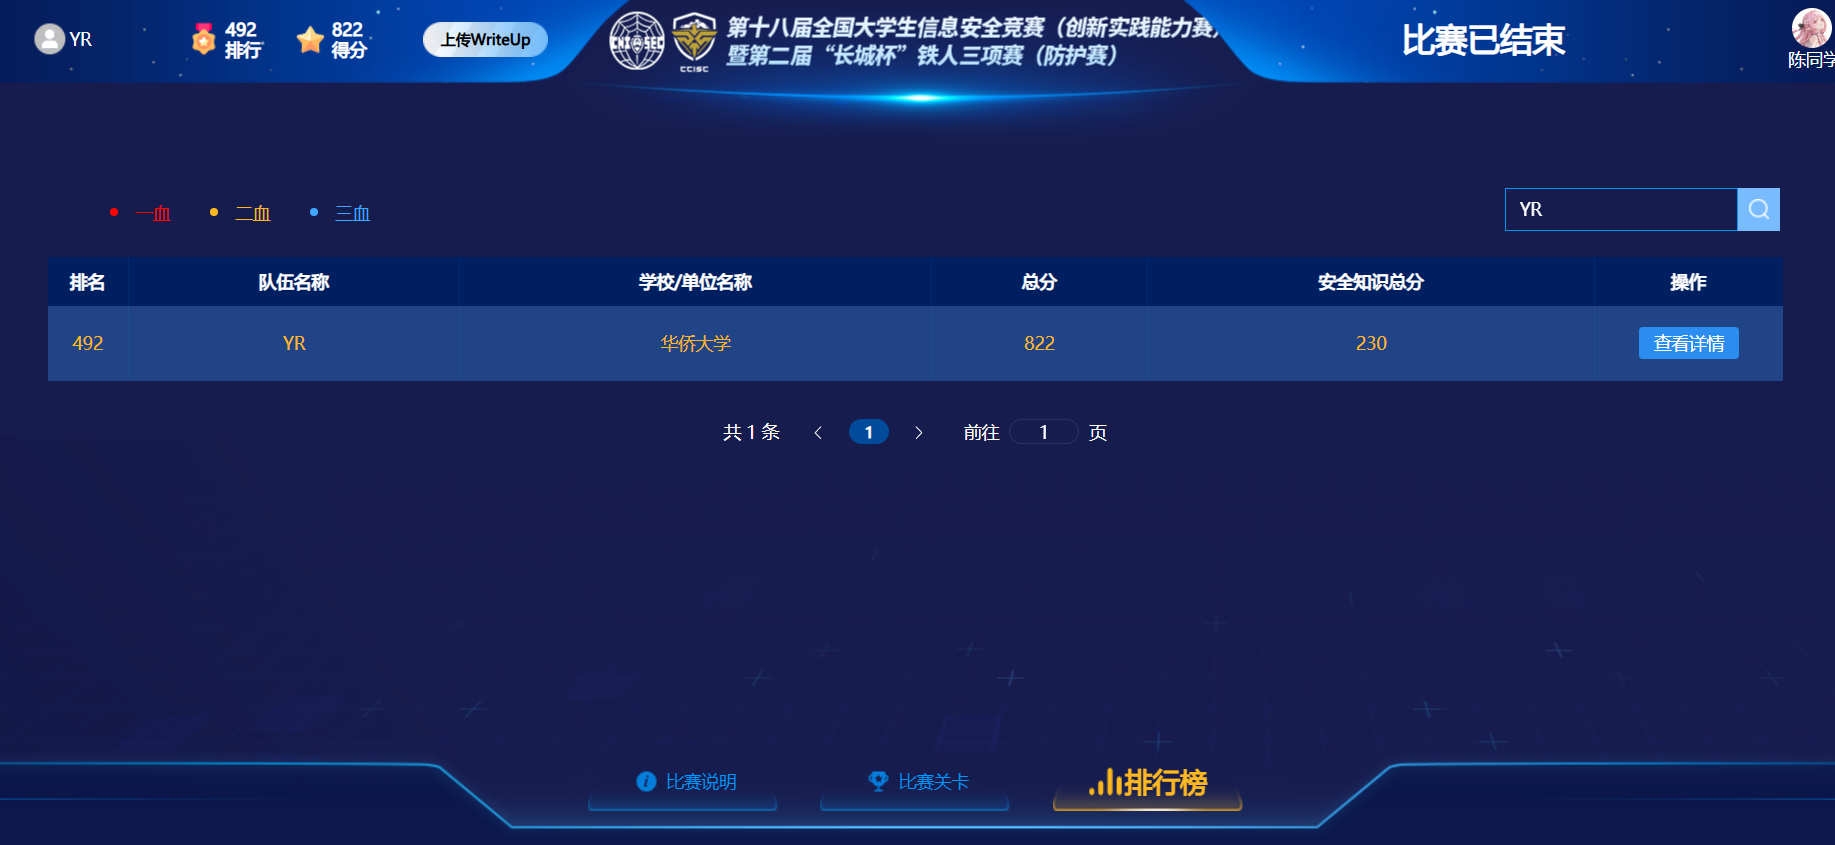 YR
492
排行
822
得分
上传WriteUp
第十八届全国大学生信息安全竞赛（创新实践能力赛）
暨第二届“长城杯”铁人三项赛（防护赛）
CCISC
比赛已结束
陈同学
一血 二血 三血
YR
排名 队伍名称 学校/单位名称 总分 安全知识总分 操作
492 YR 华侨大学 822 230 查看详情
共 1 条 1 前往 1 页
比赛说明 比赛关卡 排行榜